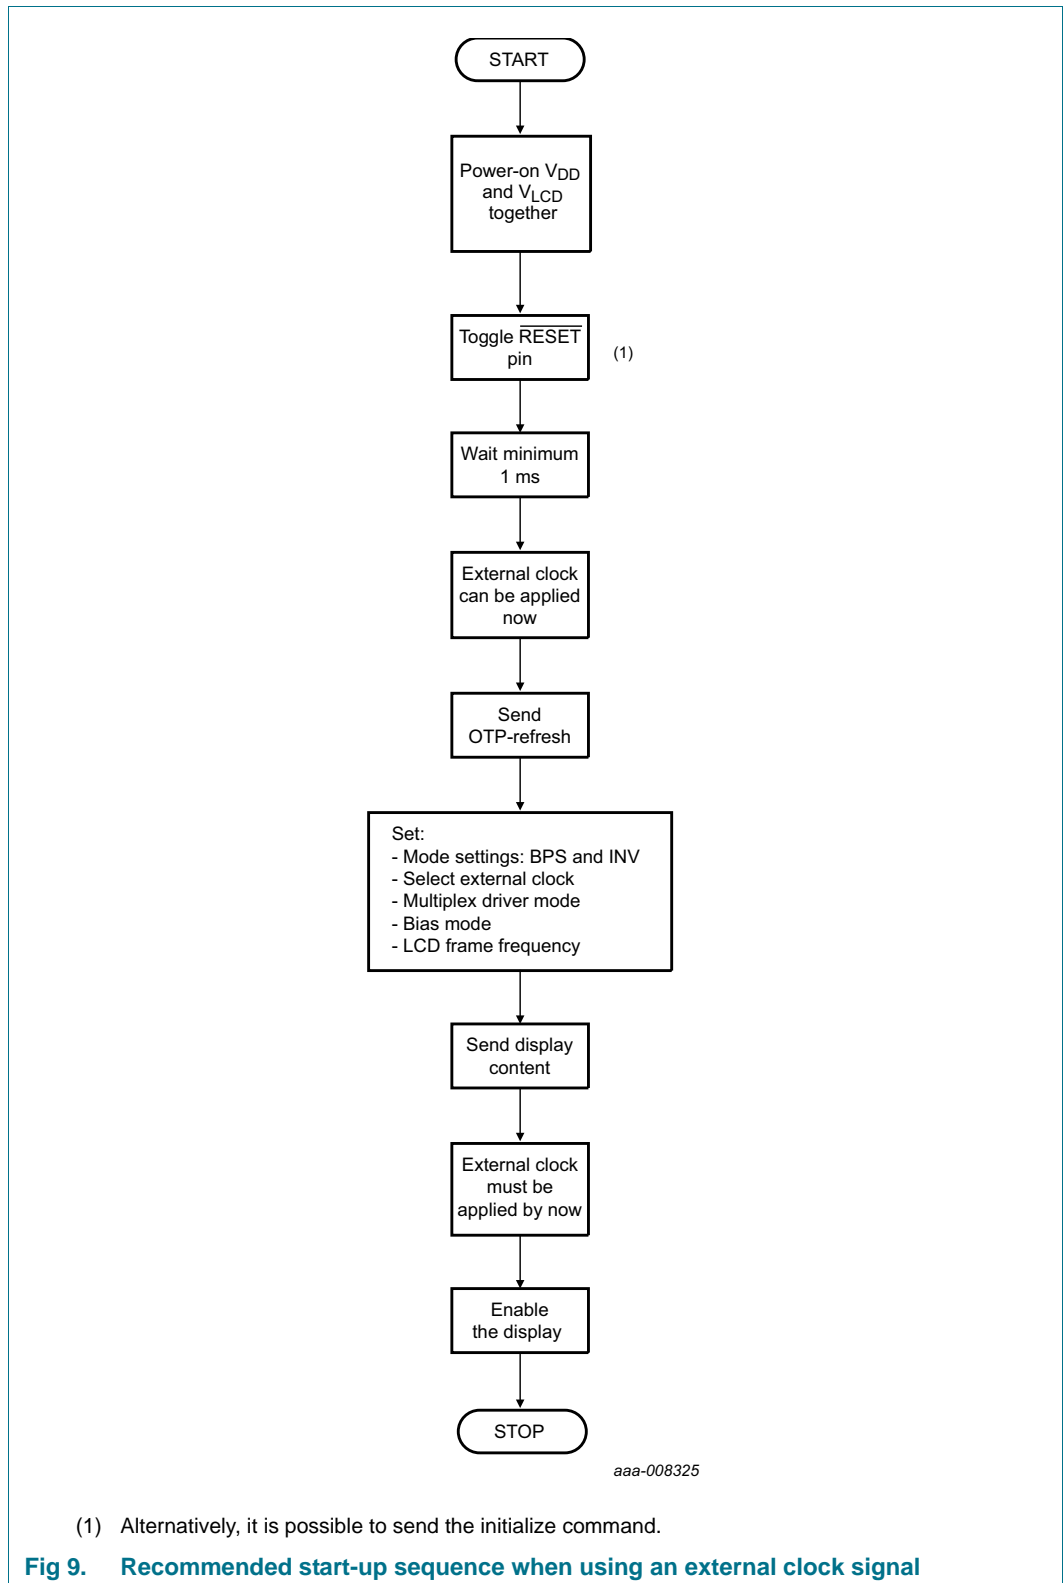 START
Power-on VDD
and VLCD
together
Toggle RESET
pin
(1)
Wait minimum
1 ms
External clock
can be applied
now
Send
OTP-refresh
Set:
- Mode settings: BPS and INV
- Select external clock
- Multiplex driver mode
- Bias mode
- LCD frame frequency
Send display
content
External clock
must be
applied by now
Enable
the display
STOP
aaa-008325
(1) Alternatively, it is possible to send the initialize command.
Fig 9. Recommended start-up sequence when using an external clock signal